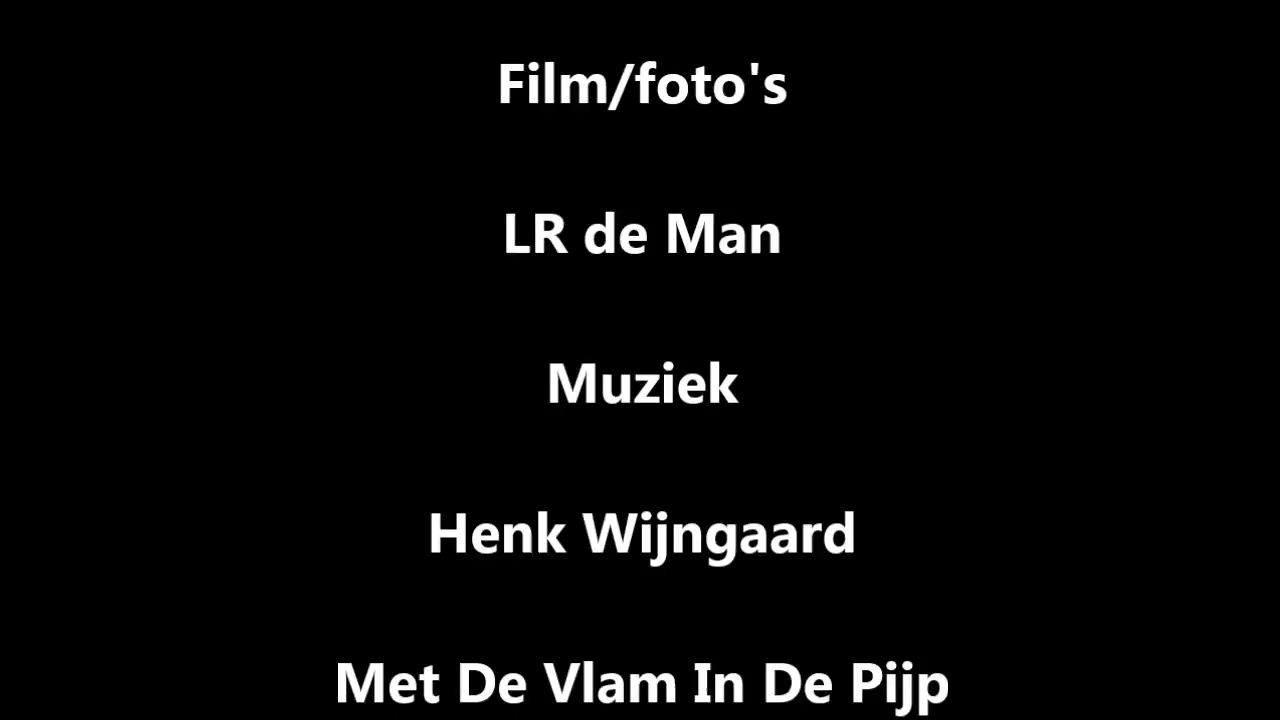 Film/foto's
LR de Man
Muziek
Henk Wijngaard
Met De Vlam In De Pijp